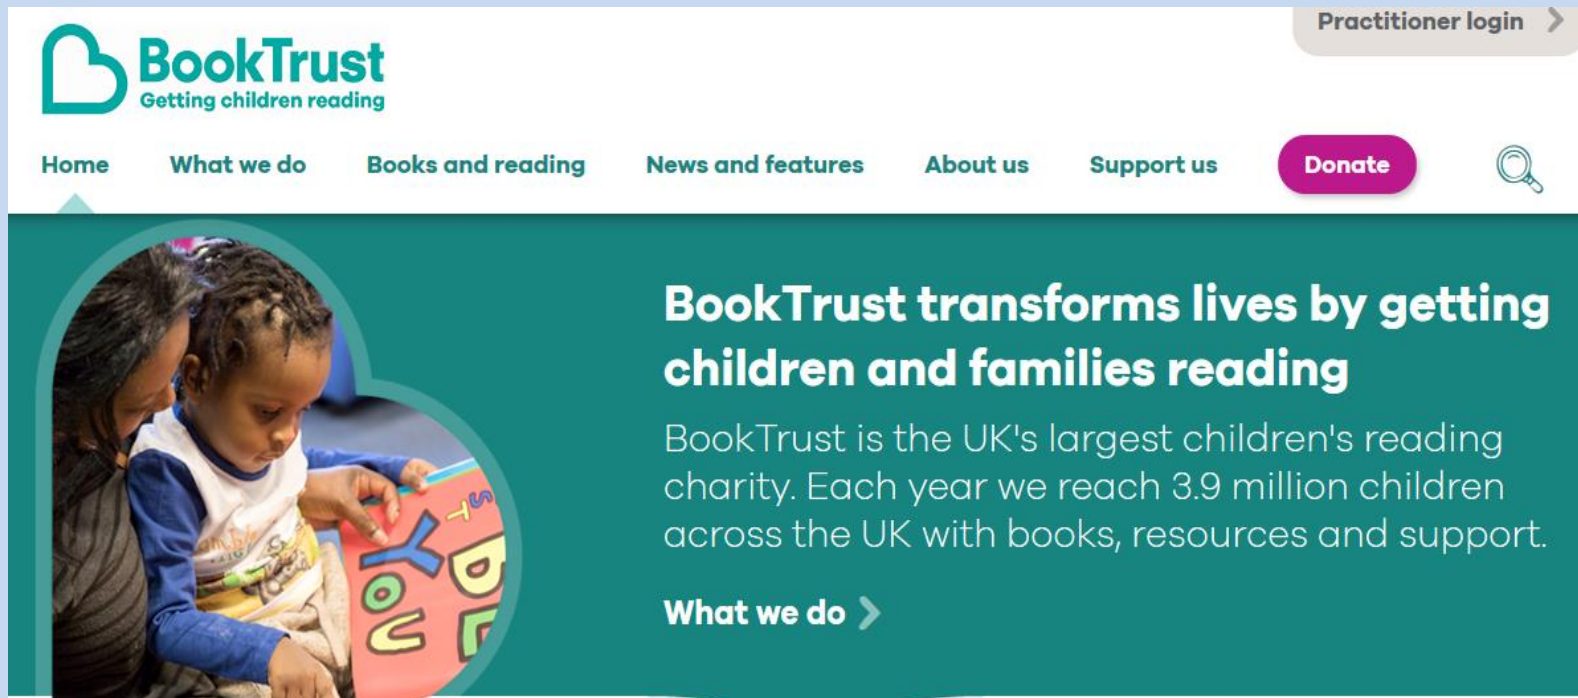 Practitioner login
BookTrust
Getting children reading
Home What we do Books and reading News and features About us Support us Donate
BookTrust transforms lives by getting
children and families reading
BookTrust is the UK's largest children's reading
charity. Each year we reach 3.9 million children
across the UK with books, resources and support.
What we do
ST
YOU